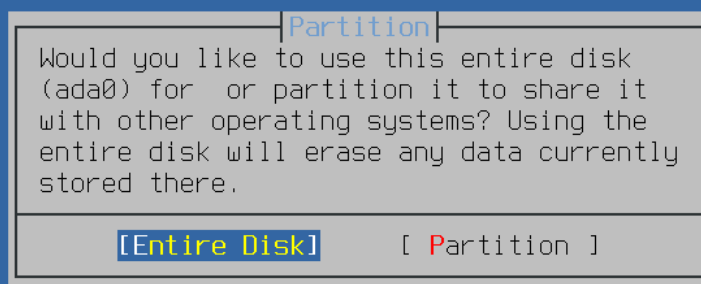 Partition
Would you like to use this entire disk
(ada0) for  or partition it to share it
with other operating systems? Using the
entire disk will erase any data currently
stored there.
[Entire Disk] [ Partition ]